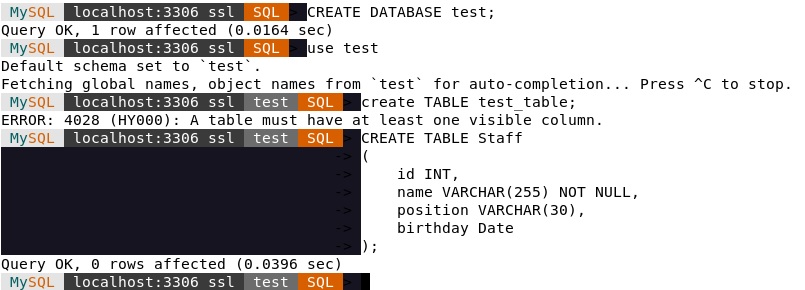 MySQL localhost:3306 ssl SQL > CREATE DATABASE test;
Query OK, 1 row affected (0.0164 sec)
MySQL localhost:3306 ssl SQL > use test
Default schema set to `test`.
Fetching global names, object names from `test` for auto-completion... Press ^C to stop.
MySQL localhost:3306 ssl test SQL > create TABLE test_table;
ERROR: 4028 (HY000): A table must have at least one visible column.
MySQL localhost:3306 ssl test SQL > CREATE TABLE Staff
-> (
-> id INT,
-> name VARCHAR(255) NOT NULL,
-> position VARCHAR(30),
-> birthday Date
-> );
Query OK, 0 rows affected (0.0396 sec)
MySQL localhost:3306 ssl test SQL >